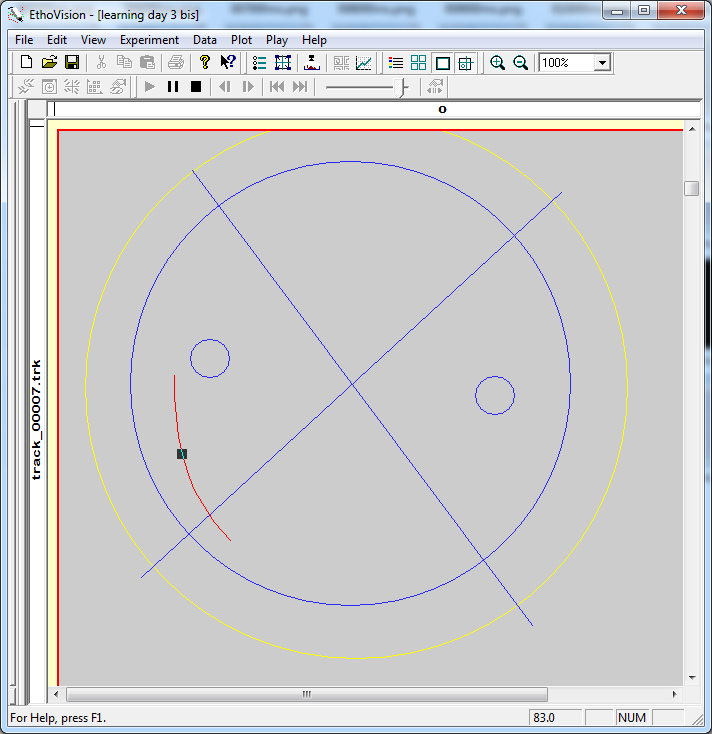 EthoVision - [learning day 3 bis]
File Edit View Experiment Data Plot Play Help
100%
0
track_00007.trk
For Help, press F1.
83.0
NUM